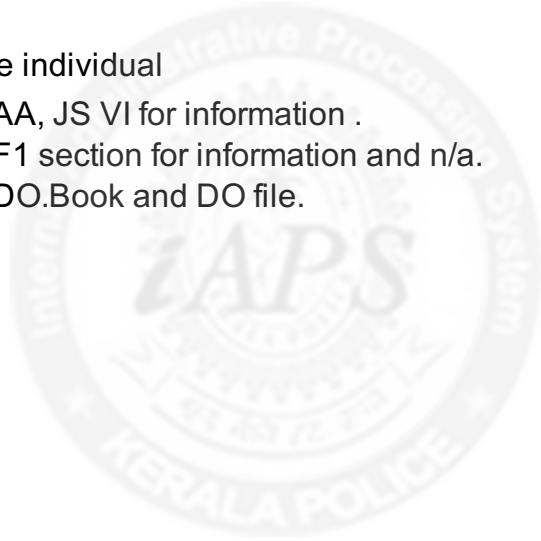 e individual
AA, JS VI for information .
F1 section for information and n/a.
DO.Book and DO file.
Internal Administrative Processing System
iAPS
KERALA POLICE